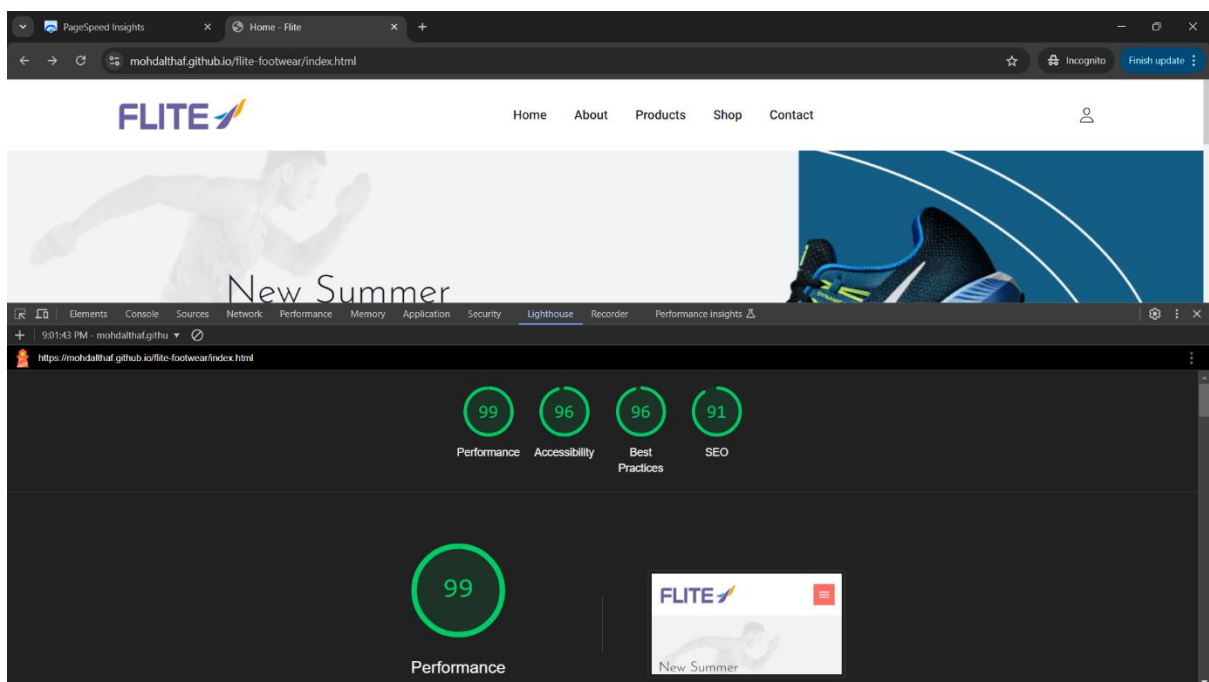 PageSpeed Insights
Home - Flite
mohdalthaf.github.io/flite-footwear/index.html
Incognito
Finish update
FLITE
Home About Products Shop Contact
New Summer
DYNAMIC
Elements Console Sources Network Performance Memory Application Security Lighthouse Recorder Performance insights
9:01:43 PM - mohdalthaf.githu
https://mohdalthaf.github.io/flite-footwear/index.html
99 96 96 91
Performance Accessibility Best Practices SEO
99
Performance
FLITE
New Summer